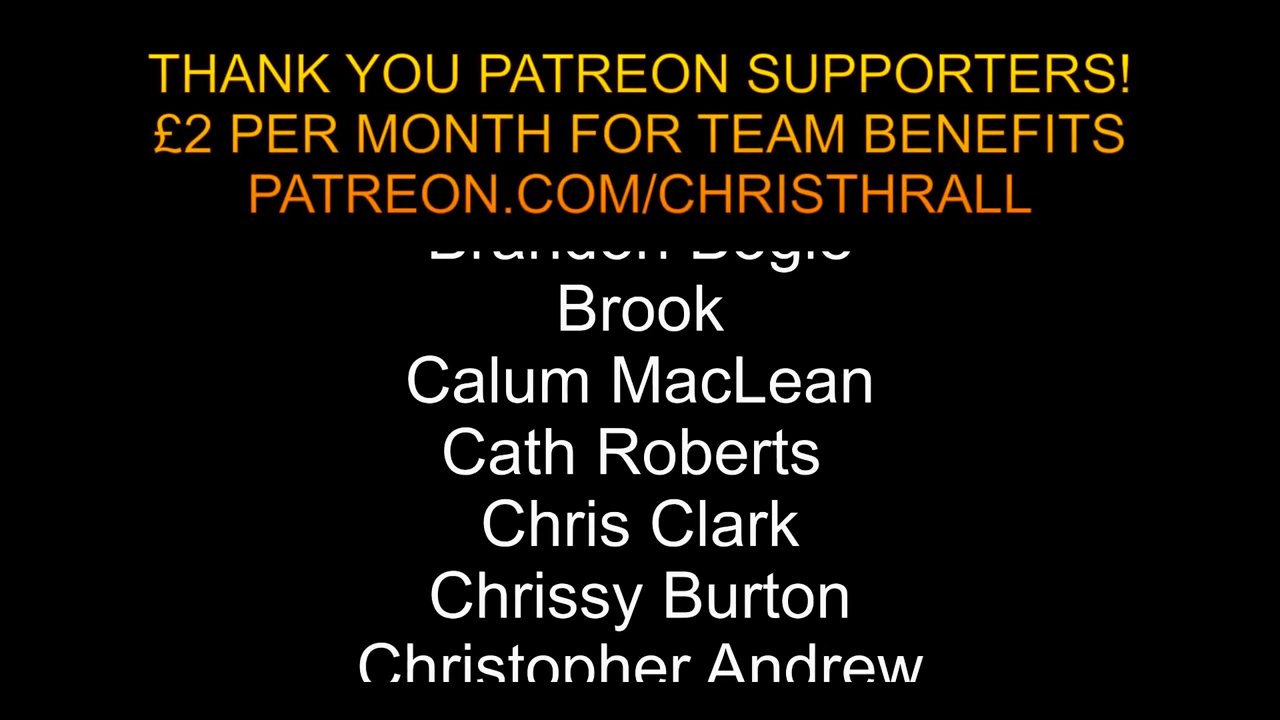 THANK YOU PATREON SUPPORTERS!
£2 PER MONTH FOR TEAM BENEFITS
PATREON.COM/CHRISTHRALL
Brandon
Brook
Calum MacLean
Cath Roberts
Chris Clark
Chrissy Burton
Christopher Andrew